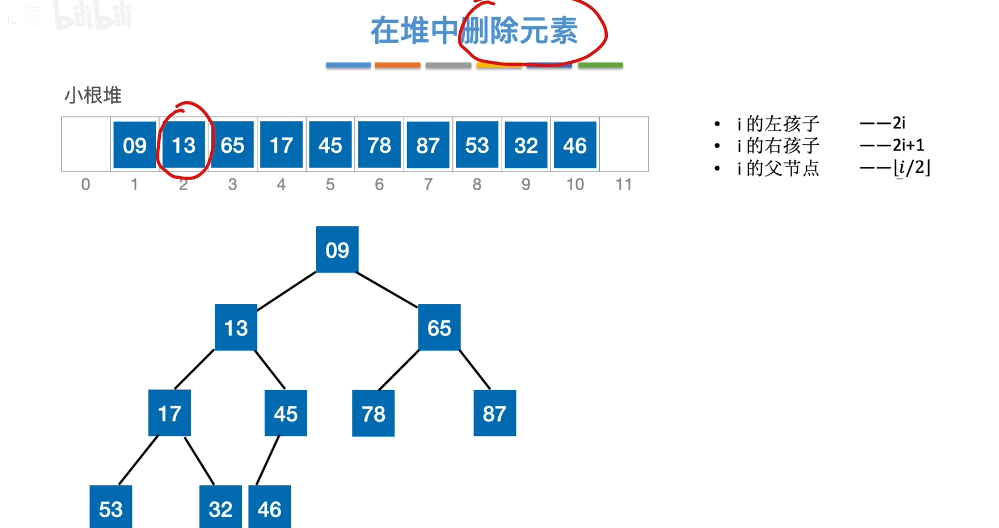 bilibili
在堆中删除元素
小根堆
09 13 65 17 45 78 87 53 32 46
0 1 2 3 4 5 6 7 8 9 10 11
• i 的左孩子 ——2i
• i 的右孩子 ——2i+1
• i 的父节点 ——⌊i/2⌋
09
13 65
17 45 78 87
53 32 46